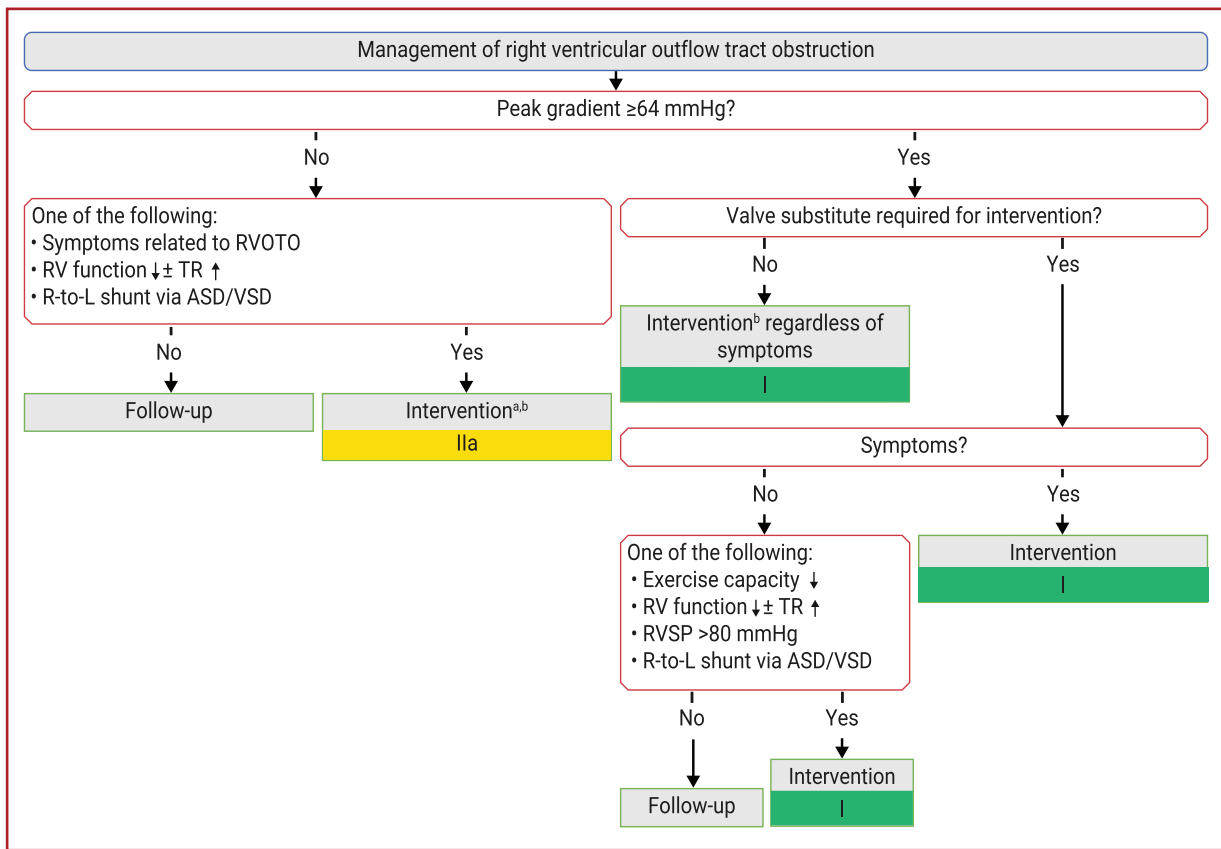 Management of right ventricular outflow tract obstruction
Peak gradient ≥64 mmHg?
No
Yes
One of the following:
• Symptoms related to RVOTO
• RV function ↓± TR ↑
• R-to-L shunt via ASD/VSD
Valve substitute required for intervention?
No
Yes
Intervention^b regardless of
symptoms
I
No
Yes
Follow-up
Intervention^a,b
IIa
Symptoms?
No
Yes
One of the following:
• Exercise capacity ↓
• RV function ↓± TR ↑
• RVSP >80 mmHg
• R-to-L shunt via ASD/VSD
Intervention
I
No
Yes
Follow-up
Intervention
I